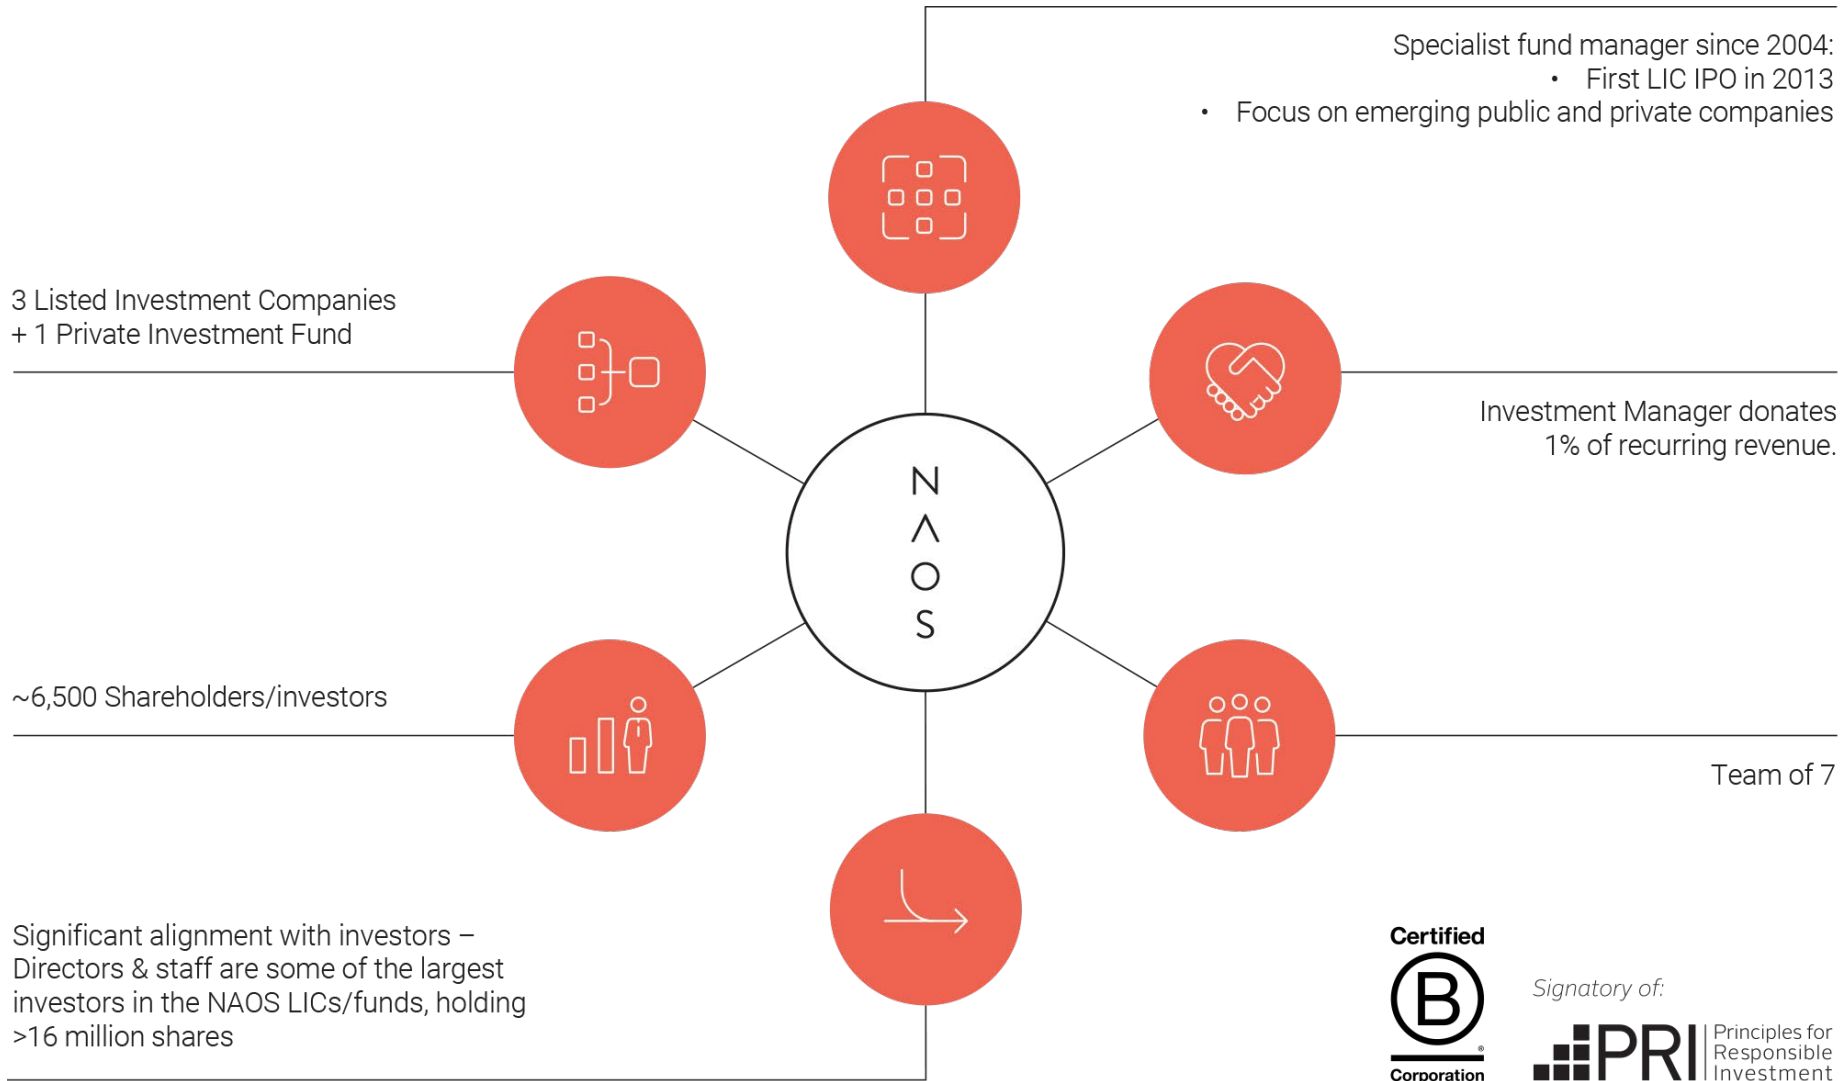 Specialist fund manager since 2004:
• First LIC IPO in 2013
• Focus on emerging public and private companies
3 Listed Investment Companies
+ 1 Private Investment Fund
Investment Manager donates
1% of recurring revenue.
N
Λ
O
S
~6,500 Shareholders/investors
Team of 7
Significant alignment with investors –
Directors & staff are some of the largest
investors in the NAOS LICs/funds, holding
>16 million shares
Certified
B
®
Corporation
Signatory of:
PRI
Principles for
Responsible
Investment